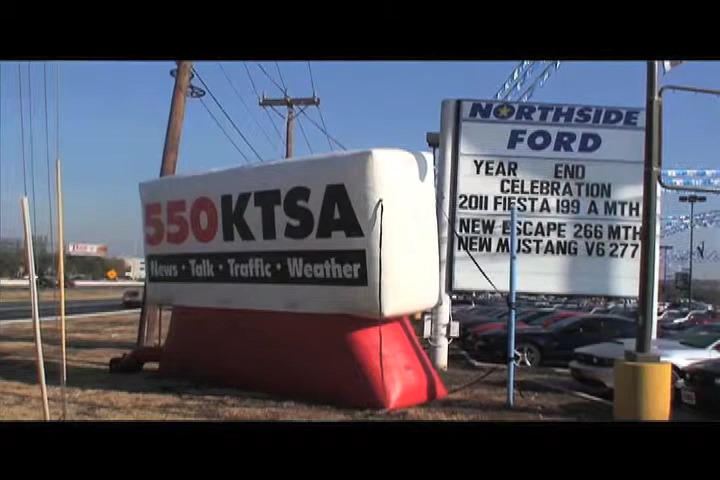 550KTSA
News • Talk • Traffic • Weather
NORTHSIDE
FORD
YEAR END
CELEBRATION
2011 FIESTA 199 A MTH
NEW ESCAPE 266 MTH
NEW MUSTANG V6 277